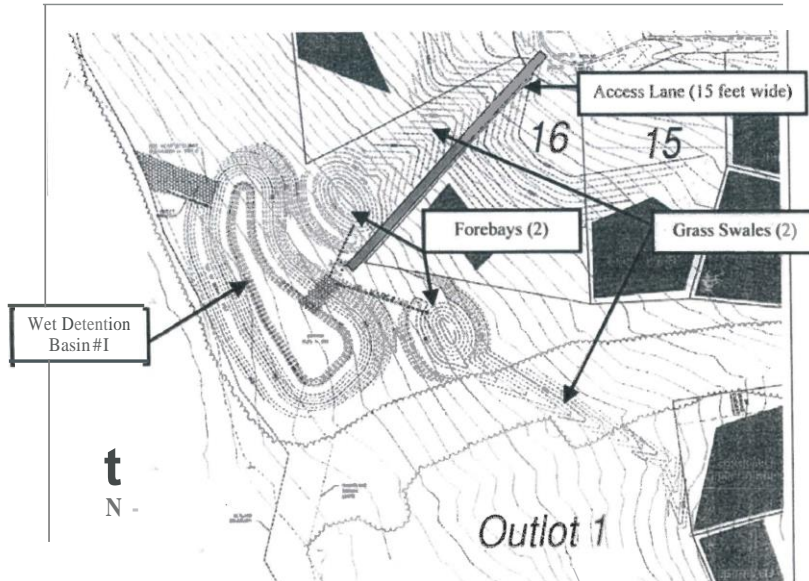 Access Lane (15 feet wide)
16
15
Forebays (2)
Grass Swales (2)
Wet Detention
Basin #I
t
N -
Outlot 1